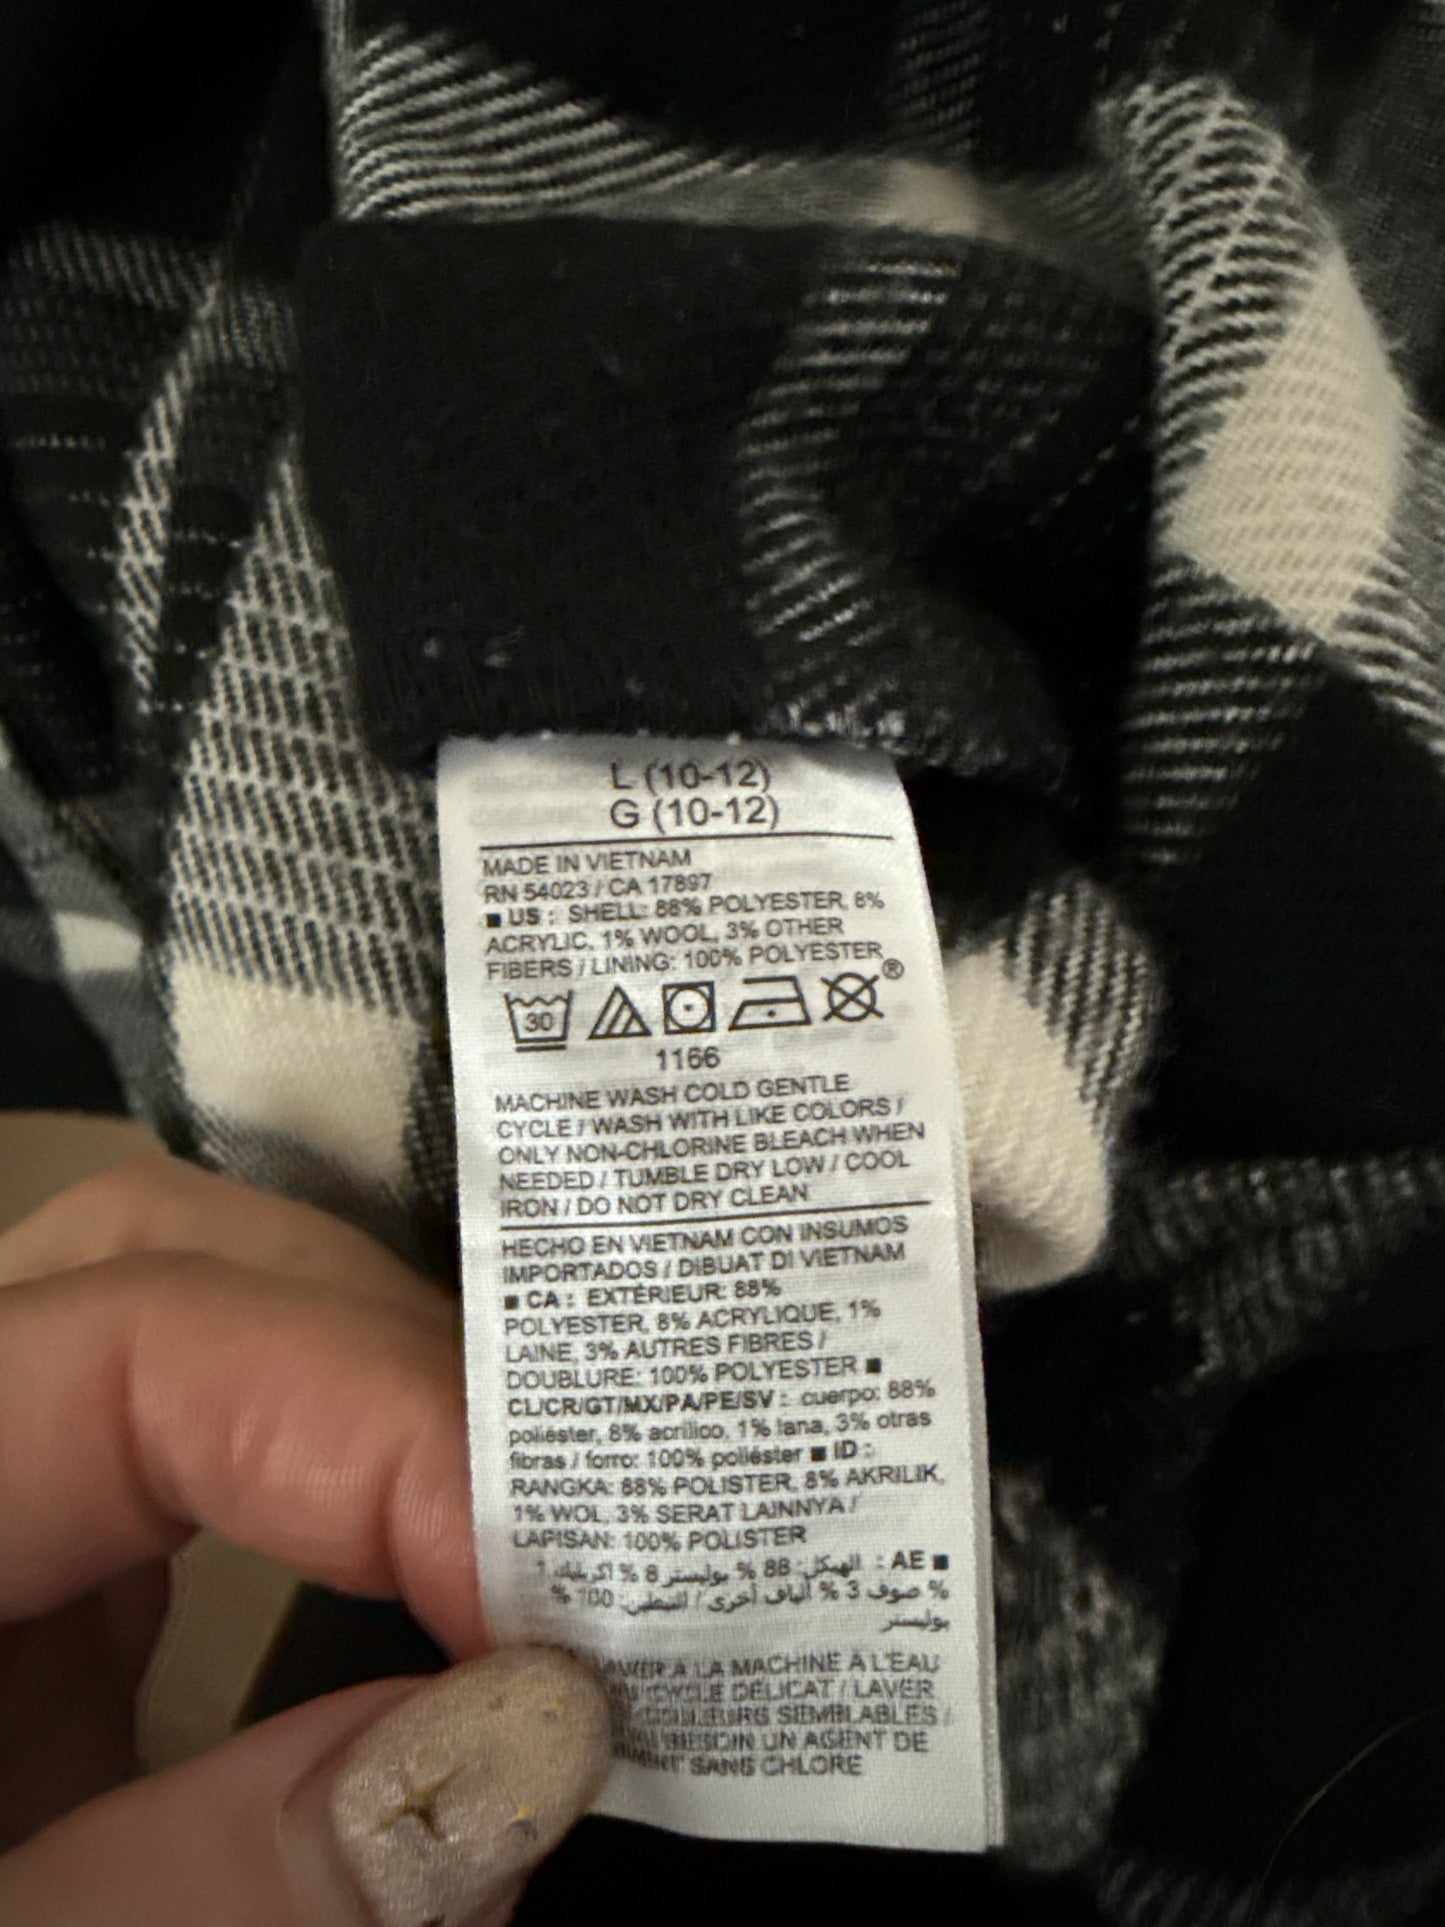 L (10-12)
G (10-12)
MADE IN VIETNAM
RN 54023 / CA 17897
■ US : SHELL: 88% POLYESTER, 8%
ACRYLIC, 1% WOOL, 3% OTHER
FIBERS / LINING: 100% POLYESTER
30 ®
1166
MACHINE WASH COLD GENTLE
CYCLE / WASH WITH LIKE COLORS /
ONLY NON-CHLORINE BLEACH WHEN
NEEDED / TUMBLE DRY LOW / COOL
IRON / DO NOT DRY CLEAN
HECHO EN VIETNAM CON INSUMOS
IMPORTADOS / DIBUAT DI VIETNAM
■ CA : EXTÉRIEUR: 88%
POLYESTER, 8% ACRYLIQUE, 1%
LAINE, 3% AUTRES FIBRES /
DOUBLURE: 100% POLYESTER ■
CL/CR/GT/MX/PA/PE/SV : cuerpo: 88%
poliéster, 8% acrílico, 1% lana, 3% otras
fibras / forro: 100% poliéster ■ ID :
RANGKA: 88% POLISTER, 8% AKRILIK,
1% WOL, 3% SERAT LAINNYA /
LAPISAN: 100% POLISTER
■ AE : الهيكل: 88 % بوليستر 8 % اكريليك 1
% صوف 3 % ألياف أخرى / التبطين: 100 %
بوليستر
À LA MACHINE À L'EAU
CYCLE DÉLICAT / LAVER
COULEURS SEMBLABLES /
BESOIN UN AGENT DE
SANS CHLORE